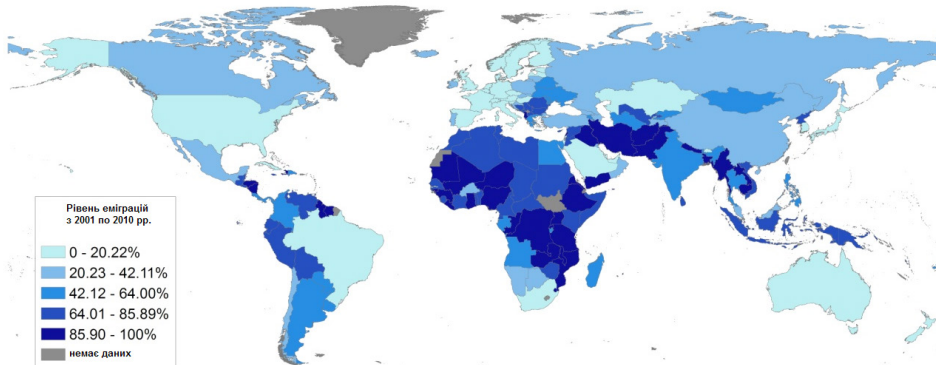 Рівень еміграції
з 2001 по 2010 рр.
0 - 20.22%
20.23 - 42.11%
42.12 - 64.00%
64.01 - 85.89%
85.90 - 100%
немає даних